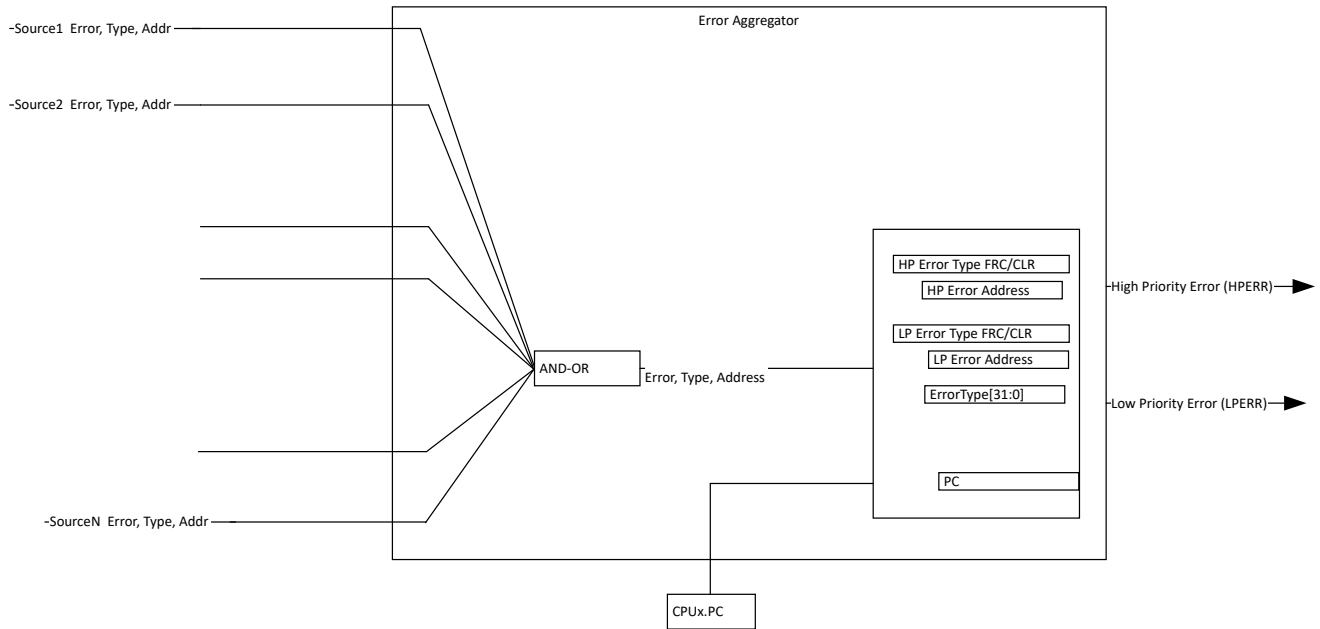 Error Aggregator
-Source1  Error, Type, Addr
-Source2  Error, Type, Addr
HP Error Type FRC/CLR
HP Error Address
High Priority Error (HPERR)
LP Error Type FRC/CLR
LP Error Address
AND-OR
Error, Type, Address
ErrorType[31:0]
Low Priority Error (LPERR)
PC
-SourceN  Error, Type, Addr
CPUx.PC